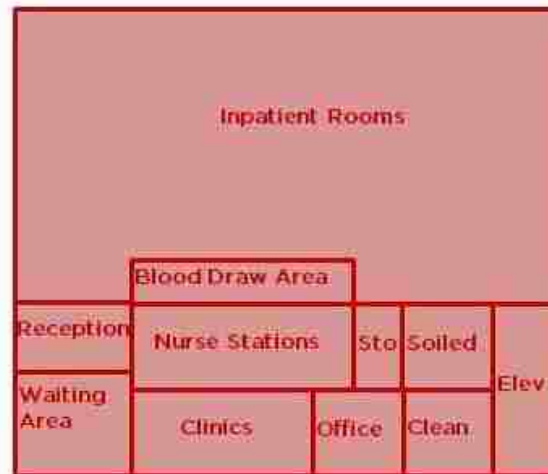 Inpatient Rooms
Blood Draw Area
Reception
Nurse Stations
Sto
Soiled
Elev
Waiting
Area
Clinics
Office
Clean